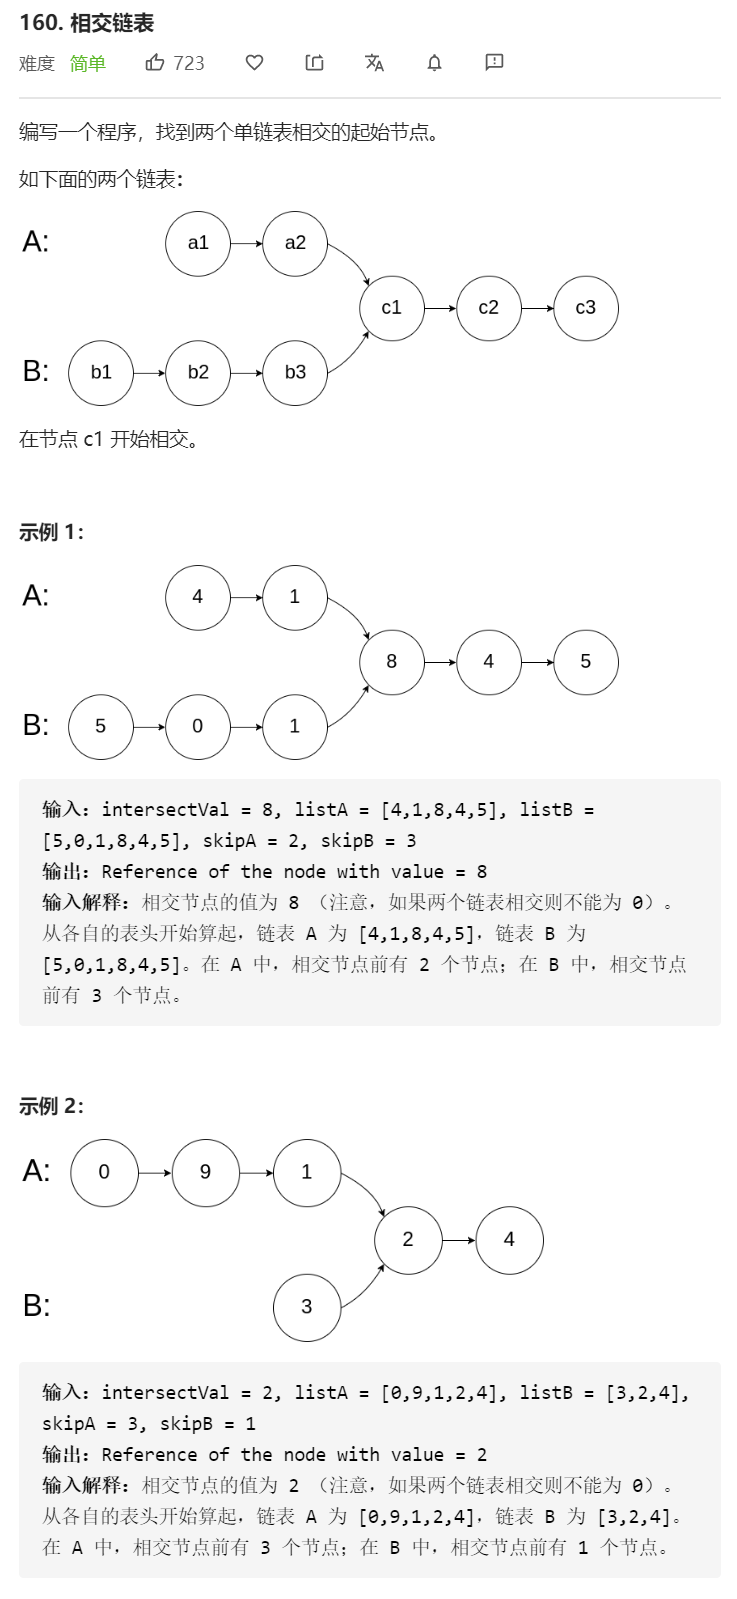 160. 相交链表
难度 简单 723
编写一个程序，找到两个单链表相交的起始节点。
如下面的两个链表：
A: a1 a2
c1 c2 c3
B: b1 b2 b3
在节点 c1 开始相交。
示例 1：
A: 4 1
8 4 5
B: 5 0 1
输入：intersectVal = 8, listA = [4,1,8,4,5], listB =
[5,0,1,8,4,5], skipA = 2, skipB = 3
输出：Reference of the node with value = 8
输入解释：相交节点的值为 8 （注意，如果两个链表相交则不能为 0）。
从各自的表头开始算起，链表 A 为 [4,1,8,4,5]，链表 B 为
[5,0,1,8,4,5]。在 A 中，相交节点前有 2 个节点；在 B 中，相交节点
前有 3 个节点。
示例 2：
A: 0 9 1
2 4
B: 3
输入：intersectVal = 2, listA = [0,9,1,2,4], listB = [3,2,4],
skipA = 3, skipB = 1
输出：Reference of the node with value = 2
输入解释：相交节点的值为 2 （注意，如果两个链表相交则不能为 0）。
从各自的表头开始算起，链表 A 为 [0,9,1,2,4]，链表 B 为 [3,2,4]。
在 A 中，相交节点前有 3 个节点；在 B 中，相交节点前有 1 个节点。